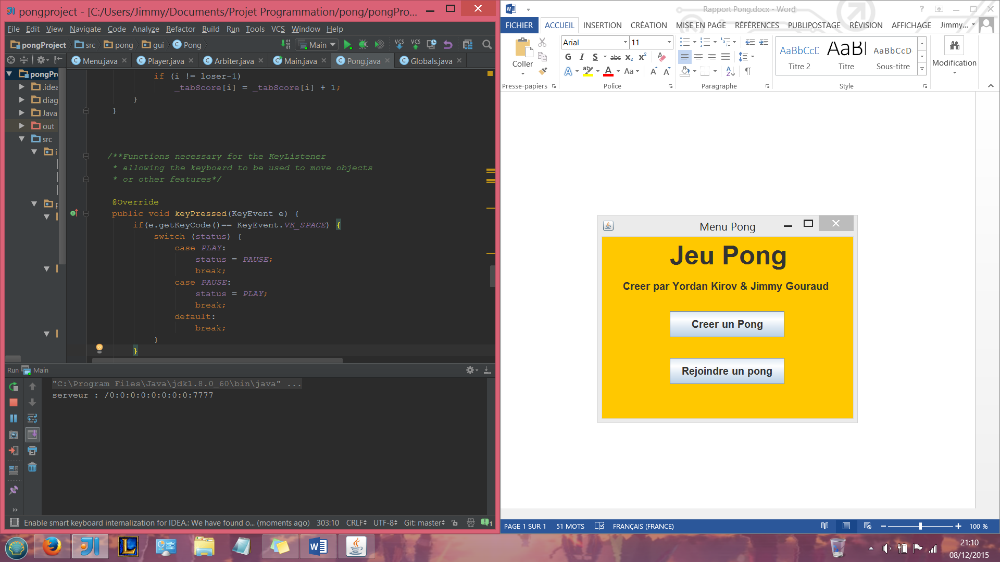 pongproject - [C:/Users/Jimmy/Documents/Projet Programmation/pong/pongPro...
File Edit View Navigate Code Analyze Refactor Build Run Tools VCS Window Help
pongProject src pong gui Pong
Main
VCS VCS
Menu.java Player.java Arbiter.java Main.java Pong.java Globals.java
pongPr
.idea
diag
Java
out
src
if (i != loser-1)
_tabScore[i] = _tabScore[i] + 1;
}
}
/**Functions necessary for the KeyListener
* allowing the keyboard to be used to move objects
* or other features*/
@Override
public void keyPressed(KeyEvent e) {
if(e.getKeyCode()== KeyEvent.VK_SPACE) {
switch (status) {
case PLAY:
status = PAUSE;
break;
case PAUSE:
status = PLAY;
break;
default:
break;
}
}
Run Main
"C:\Program Files\Java\jdk1.8.0_60\bin\java" ...
serveur : /0:0:0:0:0:0:0:0:7777
Enable smart keyboard internalization for IDEA.: We have found o... (moments ago) 303:10 CRLF UTF-8 Git: master 1
Rapport Pong.docx - Word
FICHIER ACCUEIL INSERTION CRÉATION MISE EN PAGE RÉFÉRENCES PUBLIPOSTAGE RÉVISION AFFICHAGE Jimmy...
Coller
Arial 11
G I S abc x₂ x²
A ab A Aa A A
AaBbCcD AaBl AaBbCcD
Titre 2 Titre Sous-titre
Modification
Presse-papiers Police Paragraphe Style
Menu Pong
Jeu Pong
Creer par Yordan Kirov & Jimmy Gouraud
Creer un Pong
Rejoindre un pong
PAGE 1 SUR 1 51 MOTS FRANÇAIS (FRANCE) 100 %
21:10
08/12/2015